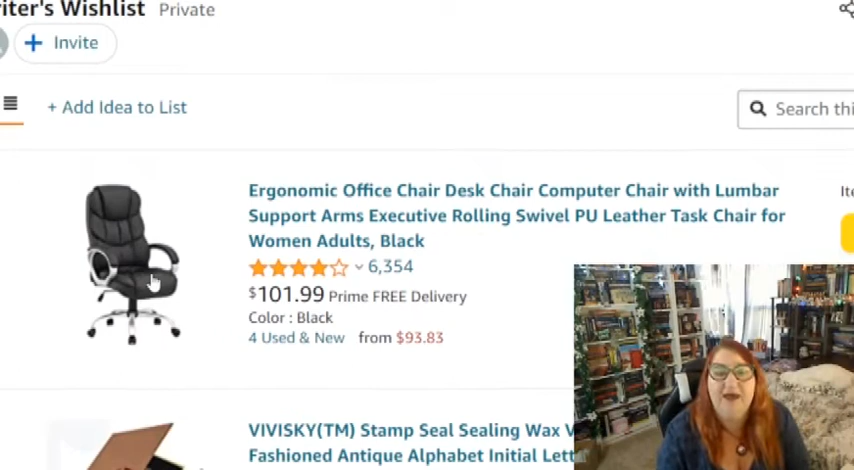 iter's Wishlist Private
+ Invite
+ Add Idea to List
Search thi
Ergonomic Office Chair Desk Chair Computer Chair with Lumbar
Support Arms Executive Rolling Swivel PU Leather Task Chair for
Women Adults, Black
6,354
$101.99 Prime FREE Delivery
Color : Black
4 Used & New from $93.83
Ite
VIVISKY(TM) Stamp Seal Sealing Wax V
Fashioned Antique Alphabet Initial Lett